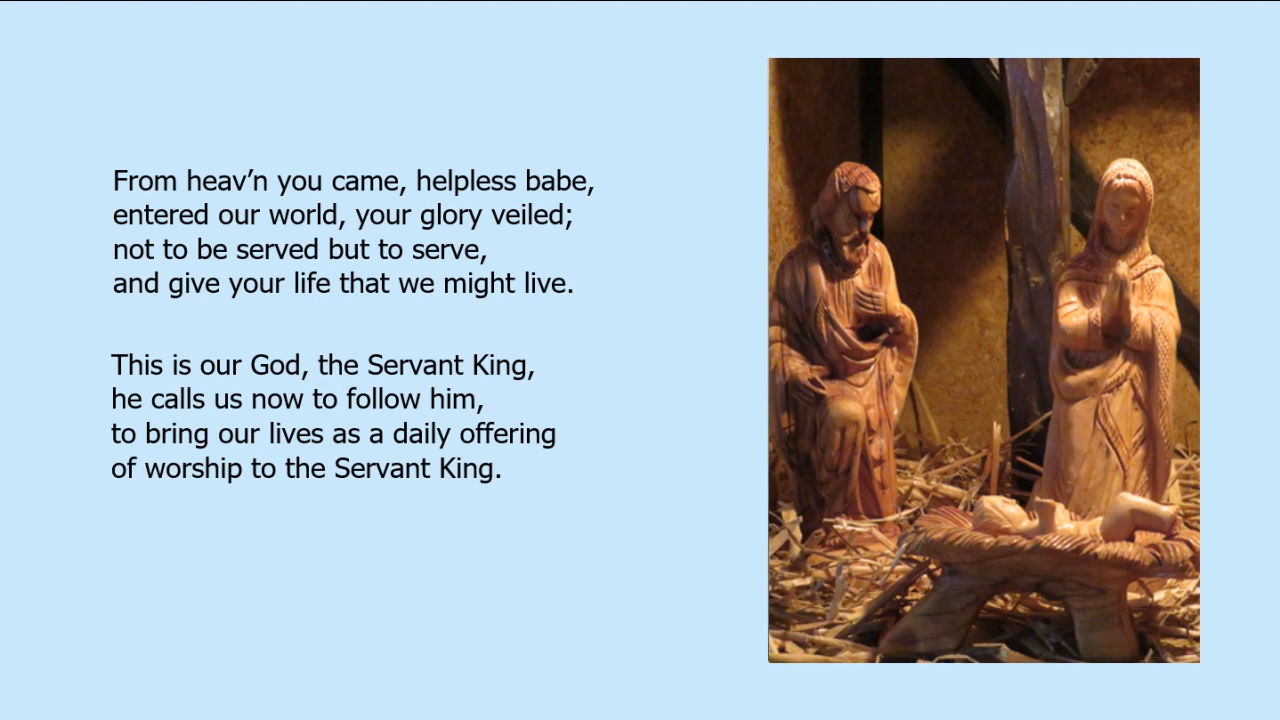 From heav’n you came, helpless babe,
entered our world, your glory veiled;
not to be served but to serve,
and give your life that we might live.
This is our God, the Servant King,
he calls us now to follow him,
to bring our lives as a daily offering
of worship to the Servant King.